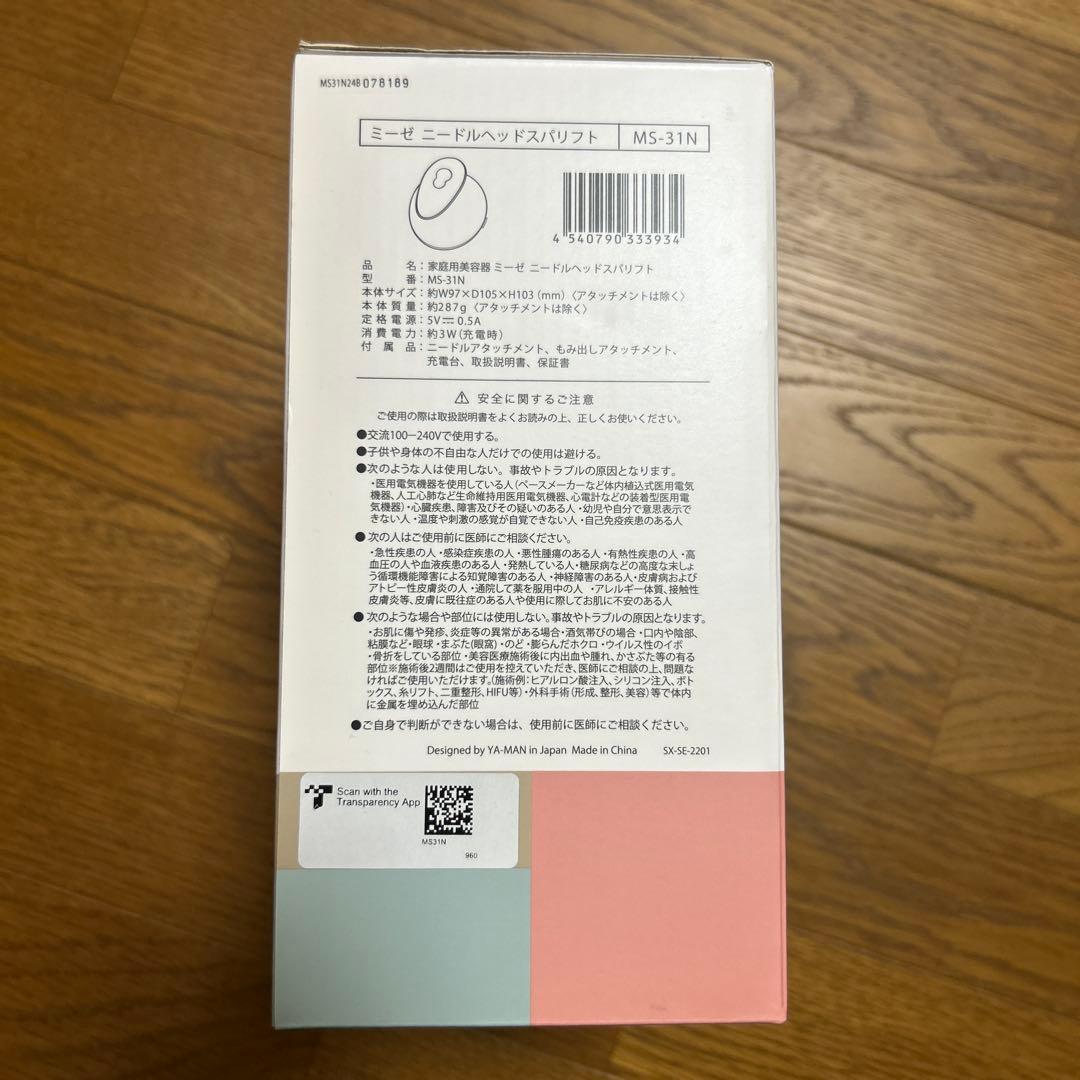 MS31N24B 078189
ミーゼ ニードルヘッドスパリフト MS-31N
4 540790 333934
品名：家庭用美容器 ミーゼ ニードルヘッドスパリフト
型番：MS-31N
本体サイズ：約W97×D105×H103（mm）〈アタッチメントは除く〉
本体質量：約287g〈アタッチメントは除く〉
定格電源：5V⎓0.5A
消費電力：約3W（充電時）
付属品：ニードルアタッチメント、もみ出しアタッチメント、
充電台、取扱説明書、保証書
⚠ 安全に関するご注意
ご使用の際は取扱説明書をよくお読みの上、正しくお使いください。
●交流100－240Vで使用する。
●子供や身体の不自由な人だけでの使用は避ける。
●次のような人は使用しない。事故やトラブルの原因となります。
・医用電気機器を使用している人（ペースメーカーなど体内植込式医用電気
機器、人工心肺など生命維持用医用電気機器、心電計などの装着型医用電
気機器）・心臓疾患、障害及びその疑いのある人・幼児や自分で意思表示で
きない人・温度や刺激の感覚が自覚できない人・自己免疫疾患のある人
●次の人はご使用前に医師にご相談ください。
・急性疾患の人・感染症疾患の人・悪性腫瘍のある人・有熱性疾患の人・高
血圧の人や血液疾患のある人・発熱している人・糖尿病などの高度な末しょ
う循環機能障害による知覚障害のある人・神経障害のある人・皮膚病および
アトピー性皮膚炎の人・通院して薬を服用中の人・アレルギー体質、接触性
皮膚炎等、皮膚に既往症のある人や使用に際してお肌に不安のある人
●次のような場合や部位には使用しない。事故やトラブルの原因となります。
・お肌に傷や発疹、炎症等の異常がある場合・酒気帯びの場合・口内や陰部、
粘膜など・眼球・まぶた(眼窩)・のど・膨らんだホクロ・ウイルス性のイボ
・骨折をしている部位・美容医療施術後に内出血や腫れ、かさぶた等の有る
部位※施術後2週間はご使用を控えていただき、医師にご相談の上、問題な
ければご使用いただけます。（施術例：ヒアルロン酸注入、シリコン注入、ボト
ックス、糸リフト、二重整形、HIFU等）・外科手術（形成、整形、美容）等で体内
に金属を埋め込んだ部位
●ご自身で判断ができない場合は、使用前に医師にご相談ください。
Designed by YA-MAN in Japan Made in China SX-SE-2201
Scan with the
Transparency App
MS31N
960